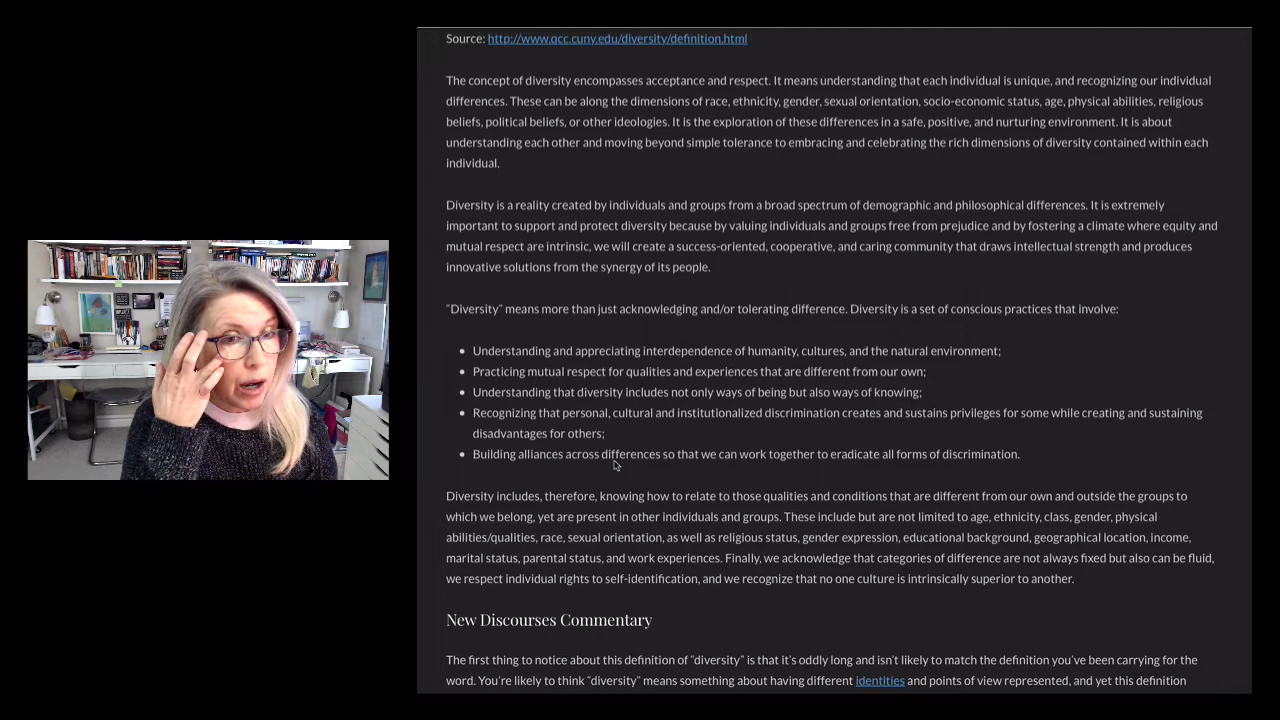 Source: http://www.qcc.cuny.edu/diversity/definition.html
The concept of diversity encompasses acceptance and respect. It means understanding that each individual is unique, and recognizing our individual
differences. These can be along the dimensions of race, ethnicity, gender, sexual orientation, socio-economic status, age, physical abilities, religious
beliefs, political beliefs, or other ideologies. It is the exploration of these differences in a safe, positive, and nurturing environment. It is about
understanding each other and moving beyond simple tolerance to embracing and celebrating the rich dimensions of diversity contained within each
individual.
Diversity is a reality created by individuals and groups from a broad spectrum of demographic and philosophical differences. It is extremely
important to support and protect diversity because by valuing individuals and groups free from prejudice and by fostering a climate where equity and
mutual respect are intrinsic, we will create a success-oriented, cooperative, and caring community that draws intellectual strength and produces
innovative solutions from the synergy of its people.
“Diversity” means more than just acknowledging and/or tolerating difference. Diversity is a set of conscious practices that involve:
• Understanding and appreciating interdependence of humanity, cultures, and the natural environment;
• Practicing mutual respect for qualities and experiences that are different from our own;
• Understanding that diversity includes not only ways of being but also ways of knowing;
• Recognizing that personal, cultural and institutionalized discrimination creates and sustains privileges for some while creating and sustaining
disadvantages for others;
• Building alliances across differences so that we can work together to eradicate all forms of discrimination.
Diversity includes, therefore, knowing how to relate to those qualities and conditions that are different from our own and outside the groups to
which we belong, yet are present in other individuals and groups. These include but are not limited to age, ethnicity, class, gender, physical
abilities/qualities, race, sexual orientation, as well as religious status, gender expression, educational background, geographical location, income,
marital status, parental status, and work experiences. Finally, we acknowledge that categories of difference are not always fixed but also can be fluid,
we respect individual rights to self-identification, and we recognize that no one culture is intrinsically superior to another.
New Discourses Commentary
The first thing to notice about this definition of “diversity” is that it’s oddly long and isn’t likely to match the definition you’ve been carrying for the
word. You’re likely to think “diversity” means something about having different identities and points of view represented, and yet this definition